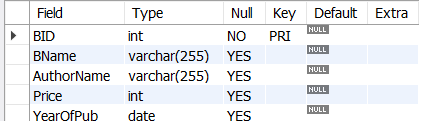 Field Type Null Key Default Extra
BID int NO PRI NULL
BName varchar(255) YES NULL
AuthorName varchar(255) YES NULL
Price int YES NULL
YearOfPub date YES NULL